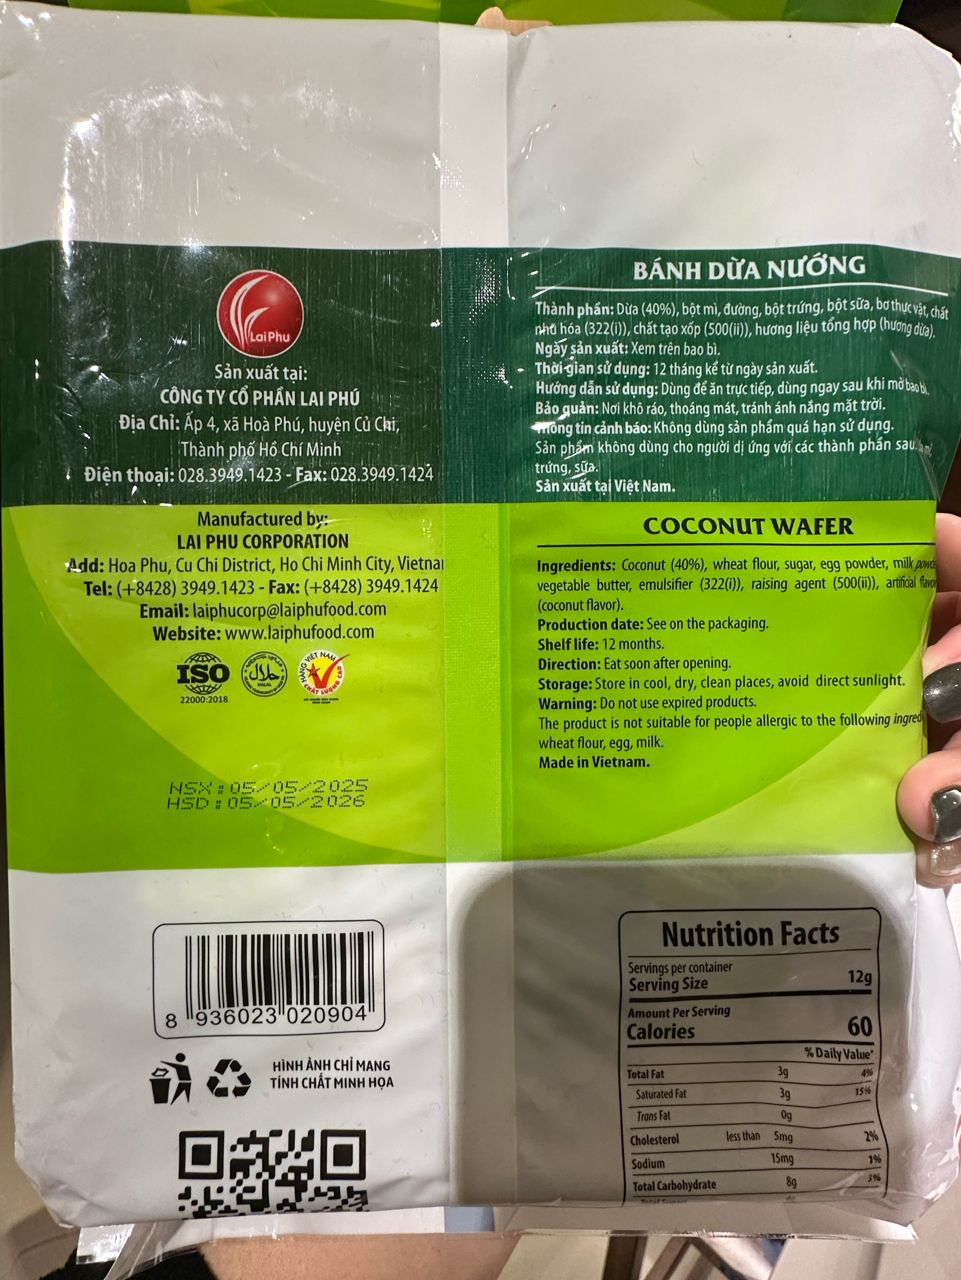 LaiPhu
Sản xuất tại:
CÔNG TY CỔ PHẦN LAI PHÚ
Địa Chỉ: Ấp 4, xã Hoà Phú, huyện Củ Chi,
Thành phố Hồ Chí Minh
Điện thoại: 028.3949.1423 - Fax: 028.3949.1424
Manufactured by:
LAI PHU CORPORATION
Add: Hoa Phu, Cu Chi District, Ho Chi Minh City, Vietna
Tel: (+8428) 3949.1423 - Fax: (+8428) 3949.1424
Email: laiphucorp@laiphufood.com
Website: www.laiphufood.com
ISO
22000:2018
حلال
HALAL
HÀNG VIỆT NAM
CHẤT LƯỢNG CAO
NSX: 05/05/2025
HSD: 05/05/2026
8 936023 020904
HÌNH ẢNH CHỈ MANG
TÍNH CHẤT MINH HỌA
BÁNH DỪA NƯỚNG
Thành phần: Dừa (40%), bột mì, đường, bột trứng, bột sữa, bơ thực vật, chất
nhũ hóa (322(i)), chất tạo xốp (500(ii)), hương liệu tổng hợp (hương dừa).
Ngày sản xuất: Xem trên bao bì.
Thời gian sử dụng: 12 tháng kể từ ngày sản xuất.
Hướng dẫn sử dụng: Dùng để ăn trực tiếp, dùng ngay sau khi mở bao bì.
Bảo quản: Nơi khô ráo, thoáng mát, tránh ánh nắng mặt trời.
Thông tin cảnh báo: Không dùng sản phẩm quá hạn sử dụng.
Sản phẩm không dùng cho người dị ứng với các thành phần sau: mì
trứng, sữa.
Sản xuất tại Việt Nam.
COCONUT WAFER
Ingredients: Coconut (40%), wheat flour, sugar, egg powder, milk powde
vegetable butter, emulsifier (322(i)), raising agent (500(ii)), artificial flavo
(coconut flavor).
Production date: See on the packaging.
Shelf life: 12 months.
Direction: Eat soon after opening.
Storage: Store in cool, dry, clean places, avoid direct sunlight.
Warning: Do not use expired products.
The product is not suitable for people allergic to the following ingred
wheat flour, egg, milk.
Made in Vietnam.
Nutrition Facts
Servings per container
Serving Size 12g
Amount Per Serving
Calories 60
% Daily Value*
Total Fat 3g 4%
Saturated Fat 3g 15%
Trans Fat 0g
Cholesterol less than 5mg 2%
Sodium 15mg 1%
Total Carbohydrate 8g 3%